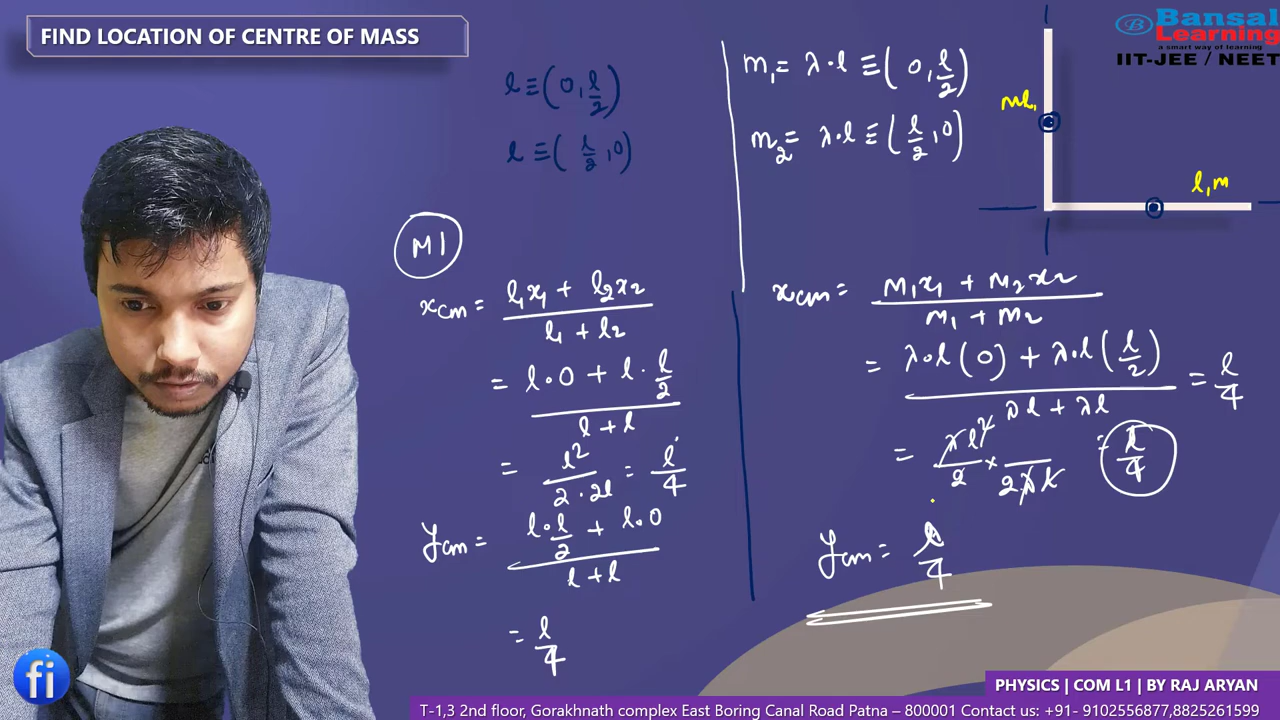 FIND LOCATION OF CENTRE OF MASS
Bansal
Learning
a smart way of learning
IIT-JEE / NEET
l ≡ (0, l/2)
l ≡ (l/2, 0)
m₁ = λ·l ≡ (0, l/2)
m₂ = λ·l ≡ (l/2, 0)
l, m
M1
x_cm = (l₁x₁ + l₂x₂)/(l₁ + l₂)
= (l·0 + l·l/2)/(l + l)
= l²/(2·2l) = l/4
y_cm = (l·l/2 + l·0)/(l + l)
= l/4
x_cm = (M₁x₁ + M₂x₂)/(M₁ + M₂)
= (λ·l(0) + λ·l(l/2))/(λl + λl) = l/4
= λl²/2 × 1/2λl = l/4
y_cm = l/4
fi
PHYSICS | COM L1 | BY RAJ ARYAN
T-1,3 2nd floor, Gorakhnath complex East Boring Canal Road Patna – 800001 Contact us: +91- 9102556877,8825261599